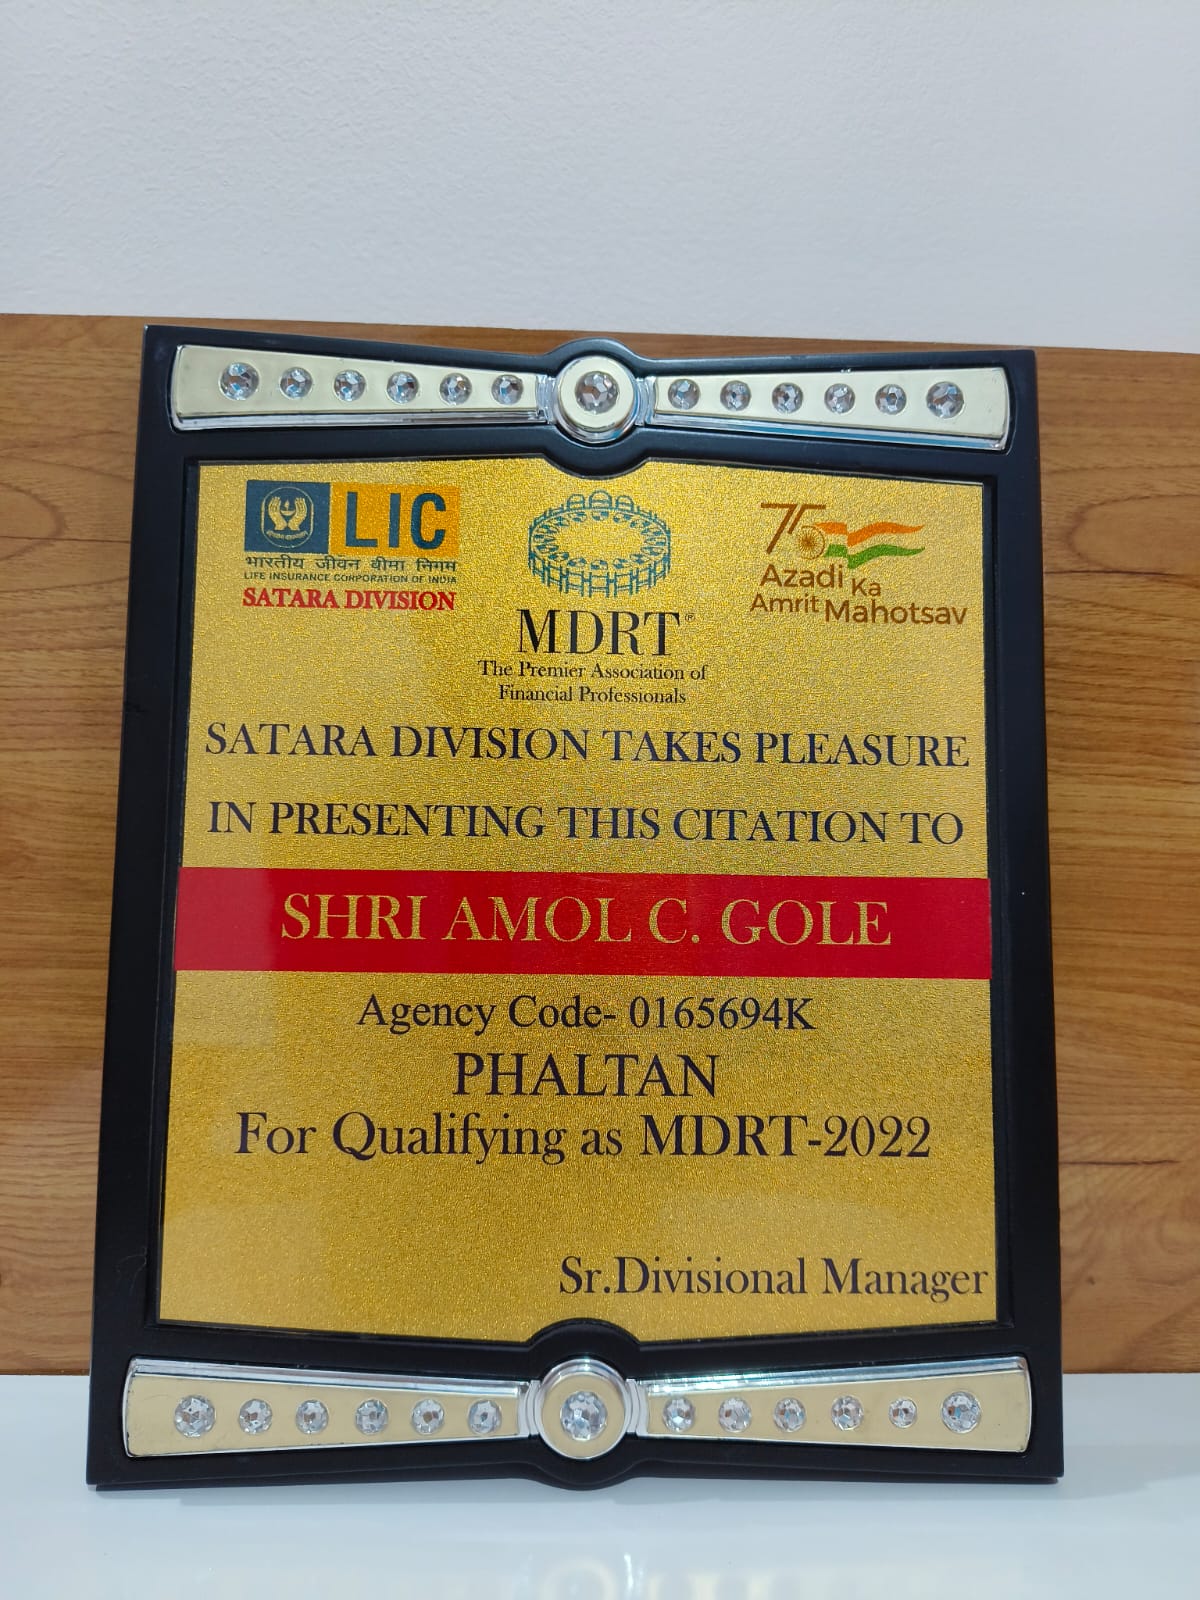 LIC
भारतीय जीवन बीमा निगम
LIFE INSURANCE CORPORATION OF INDIA
SATARA DIVISION
MDRT®
The Premier Association of
Financial Professionals
75
Azadi Ka
Amrit Mahotsav
SATARA DIVISION TAKES PLEASURE
IN PRESENTING THIS CITATION TO
SHRI AMOL C. GOLE
Agency Code- 0165694K
PHALTAN
For Qualifying as MDRT-2022
Sr.Divisional Manager